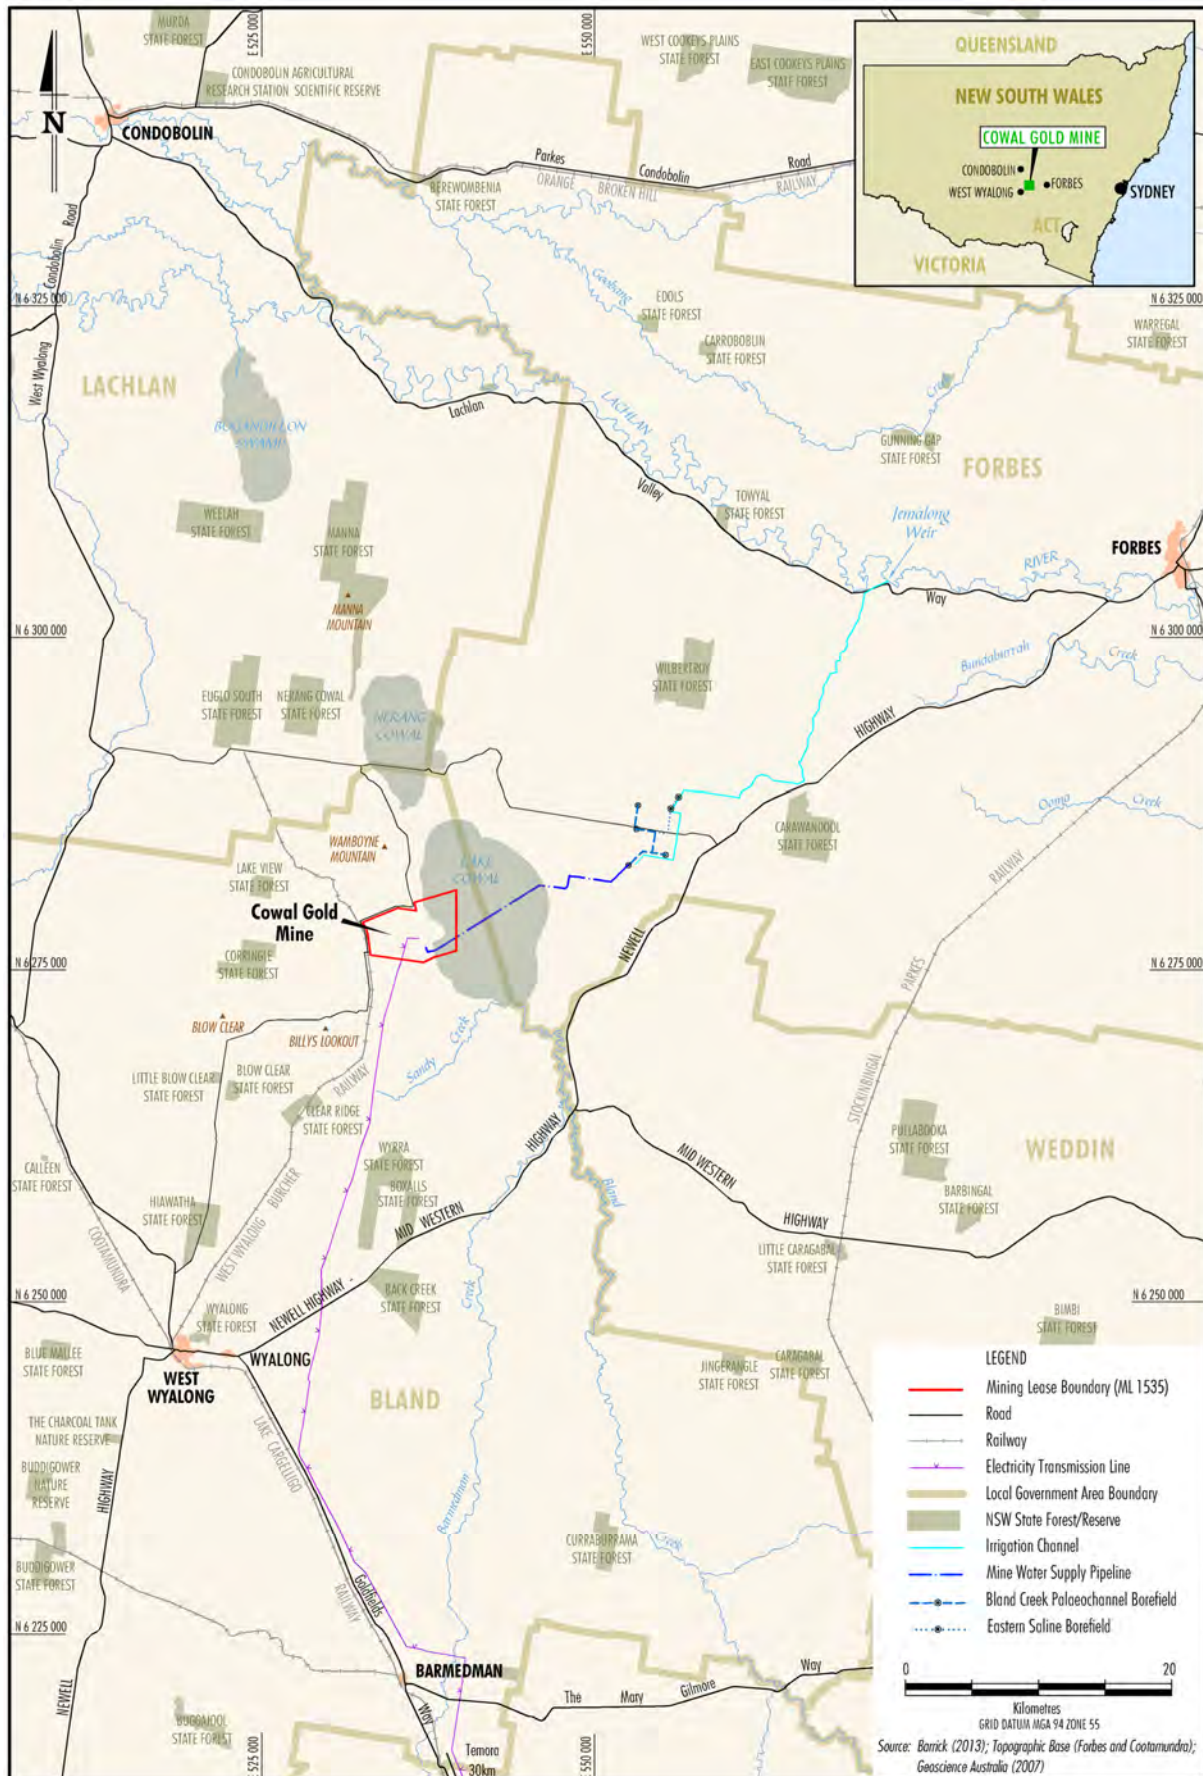 MURDA
STATE FOREST
E 525 000
E 550 000
WEST COOKEYS PLAINS
STATE FOREST
EAST COOKEYS PLAINS
STATE FOREST
CONDOBOLIN AGRICULTURAL
RESEARCH STATION SCIENTIFIC RESERVE
N
CONDOBOLIN
QUEENSLAND
NEW SOUTH WALES
COWAL GOLD MINE
CONDOBOLIN
FORBES
WEST WYALONG
SYDNEY
ACT
VICTORIA
Parkes
Condobolin
Road
ORANGE
BROKEN HILL
RAILWAY
BEREWOMBENIA
STATE FOREST
Condobolin Road
West Wyalong
N 6 325 000
N 6 325 000
Goobang
Creek
EDOLS
STATE FOREST
CARROBOBLIN
STATE FOREST
WARREGAL
STATE FOREST
LACHLAN
BOGANDILLON
SWAMP
Lachlan
LACHLAN
GUNNING GAP
STATE FOREST
FORBES
Valley
WEELAH
STATE FOREST
MANNA
STATE FOREST
TOWYAL
STATE FOREST
Jemalong
Weir
FORBES
RIVER
Way
MANNA
MOUNTAIN
N 6 300 000
N 6 300 000
Bundaburrah
Creek
WILBERTROY
STATE FOREST
EUGLO SOUTH
STATE FOREST
NERANG COWAL
STATE FOREST
NERANG
COWAL
HIGHWAY
Ooma
Creek
WAMBOYNE
MOUNTAIN
CARAWANDOOL
STATE FOREST
LAKE
COWAL
LAKE VIEW
STATE FOREST
RAILWAY
Cowal Gold
Mine
NEWELL
CORRINGLE
STATE FOREST
N 6 275 000
N 6 275 000
PARKES
BLOW CLEAR
BILLYS LOOKOUT
Sandy
Creek
STOCKINBINGAL
LITTLE BLOW CLEAR
STATE FOREST
BLOW CLEAR
STATE FOREST
RAILWAY
CLEAR RIDGE
STATE FOREST
HIGHWAY
MID WESTERN
HIGHWAY
PULLABOOKA
STATE FOREST
WEDDIN
WYRRA
STATE FOREST
BOXALLS
STATE FOREST
CALLEEN
STATE FOREST
HIAWATHA
STATE FOREST
Bland
BARBINGAL
STATE FOREST
MID WESTERN
COOTAMUNDRA
WEST WYALONG
BURCHER
LITTLE CARAGABAL
STATE FOREST
BACK CREEK
STATE FOREST
NEWELL HIGHWAY
Creek
N 6 250 000
N 6 250 000
WYALONG
STATE FOREST
BIMBI
STATE FOREST
BLUE MALLEE
STATE FOREST
WYALONG
WEST
WYALONG
BLAND
JINGERANGLE
STATE FOREST
CARAGABAL
STATE FOREST
THE CHARCOAL TANK
NATURE RESERVE
LAKE CARGELLIGO
BUDDIGOWER
NATURE
RESERVE
HIGHWAY
Barmedman
CURRABURRAMA
STATE FOREST
Creek
BUDDIGOWER
STATE FOREST
RAILWAY
Goldfields
N 6 225 000
BARMEDMAN
Way
The
Mary
Gilmore
Way
NEWELL
BUGGAJOOL
STATE FOREST
Temora
30km
E 525 000
E 550 000
LEGEND
Mining Lease Boundary (ML 1535)
Road
Railway
Electricity Transmission Line
Local Government Area Boundary
NSW State Forest/Reserve
Irrigation Channel
Mine Water Supply Pipeline
Bland Creek Palaeochannel Borefield
Eastern Saline Borefield
0
20
Kilometres
GRID DATUM MGA 94 ZONE 55
Source: Barrick (2013); Topographic Base (Forbes and Cootamundra);
Geoscience Australia (2007)